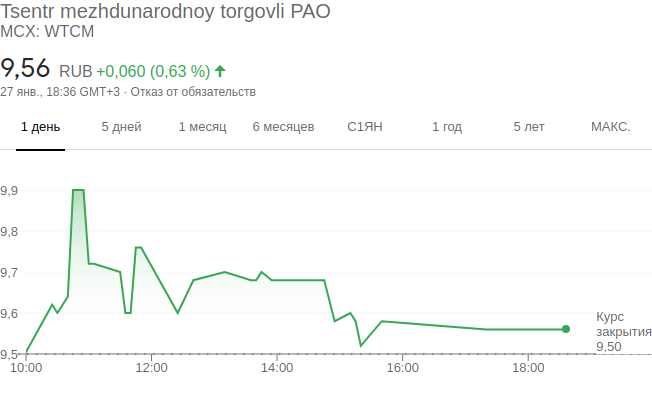 Tsentr mezhdunarodnoy torgovli PAO
MCX: WTCM
9,56 RUB +0,060 (0,63 %)
27 янв., 18:36 GMT+3 · Отказ от обязательств
1 день 5 дней 1 месяц 6 месяцев С1ЯН 1 год 5 лет МАКС.
9,9
9,8
9,7
9,6
9,5
Курс
закрытия
9,50
10:00 12:00 14:00 16:00 18:00